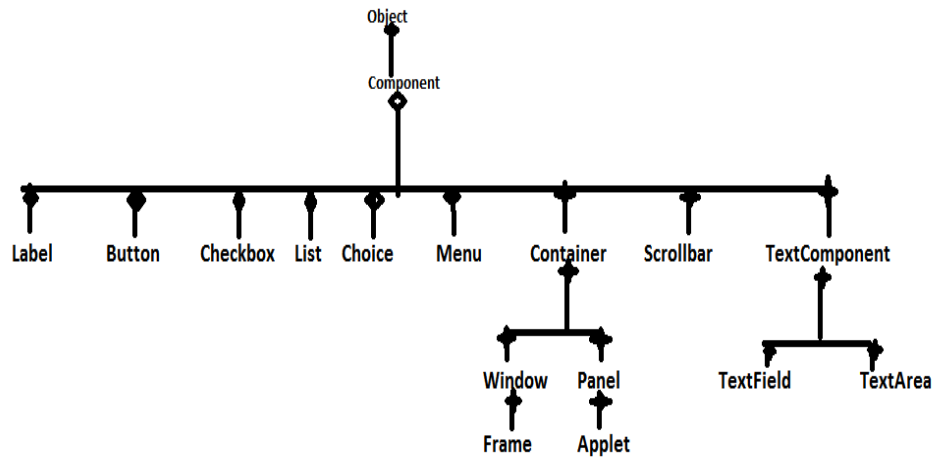 Object
Component
Label Button Checkbox List Choice Menu Container Scrollbar TextComponent
Window Panel TextField TextArea
Frame Applet